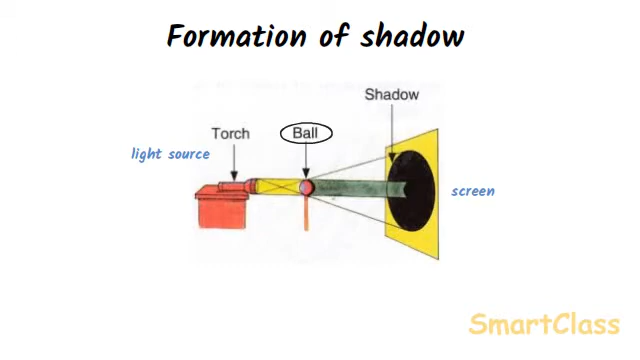 Formation of shadow
Shadow
Torch
Ball
light source
screen
SmartClass